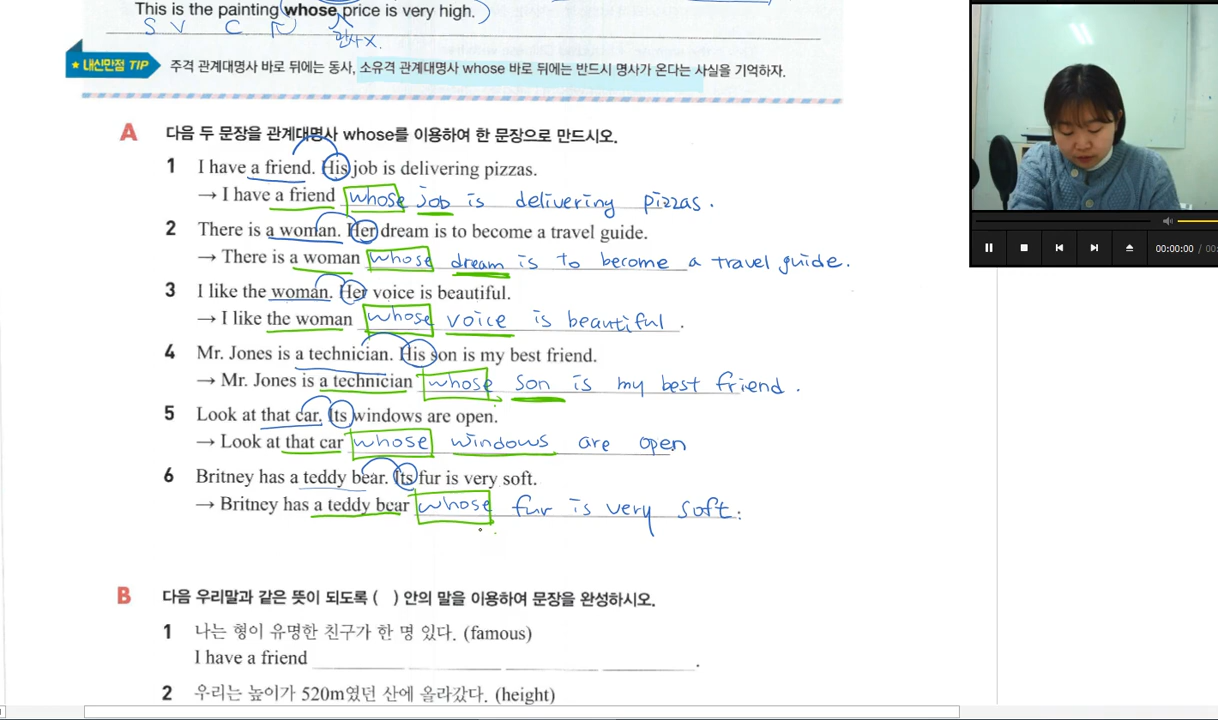 This is the painting whose price is very high.
S V C
관사X.
★ 내신만점 TIP 주격 관계대명사 바로 뒤에는 동사, 소유격 관계대명사 whose 바로 뒤에는 반드시 명사가 온다는 사실을 기억하자.
A 다음 두 문장을 관계대명사 whose를 이용하여 한 문장으로 만드시오.
1 I have a friend. His job is delivering pizzas.
→ I have a friend whose job is delivering pizzas.
2 There is a woman. Her dream is to become a travel guide.
→ There is a woman whose dream is to become a travel guide.
3 I like the woman. Her voice is beautiful.
→ I like the woman whose voice is beautiful.
4 Mr. Jones is a technician. His son is my best friend.
→ Mr. Jones is a technician whose son is my best friend.
5 Look at that car. Its windows are open.
→ Look at that car whose windows are open
6 Britney has a teddy bear. Its fur is very soft.
→ Britney has a teddy bear whose fur is very soft.
B 다음 우리말과 같은 뜻이 되도록 ( ) 안의 말을 이용하여 문장을 완성하시오.
1 나는 형이 유명한 친구가 한 명 있다. (famous)
I have a friend .
2 우리는 높이가 520m였던 산에 올라갔다. (height)
00:00:00 / 00: